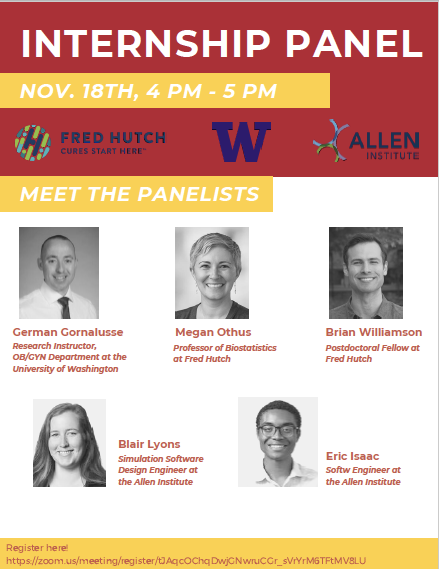 INTERNSHIP PANEL
NOV. 18TH, 4 PM - 5 PM
FRED HUTCH
CURES START HERE™
W
ALLEN
INSTITUTE
MEET THE PANELISTS
German Gornalusse
Research Instructor,
OB/GYN Department at the
University of Washington
Megan Othus
Professor of Biostatistics
at Fred Hutch
Brian Williamson
Postdoctoral Fellow at
Fred Hutch
Blair Lyons
Simulation Software
Design Engineer at
the Allen Institute
Eric Isaac
Softw Engineer at
the Allen Institute
Register here!
https://zoom.us/meeting/register/tJAqcOChqDwjGNwruCGr_sVrYrM6TFtMV8LU